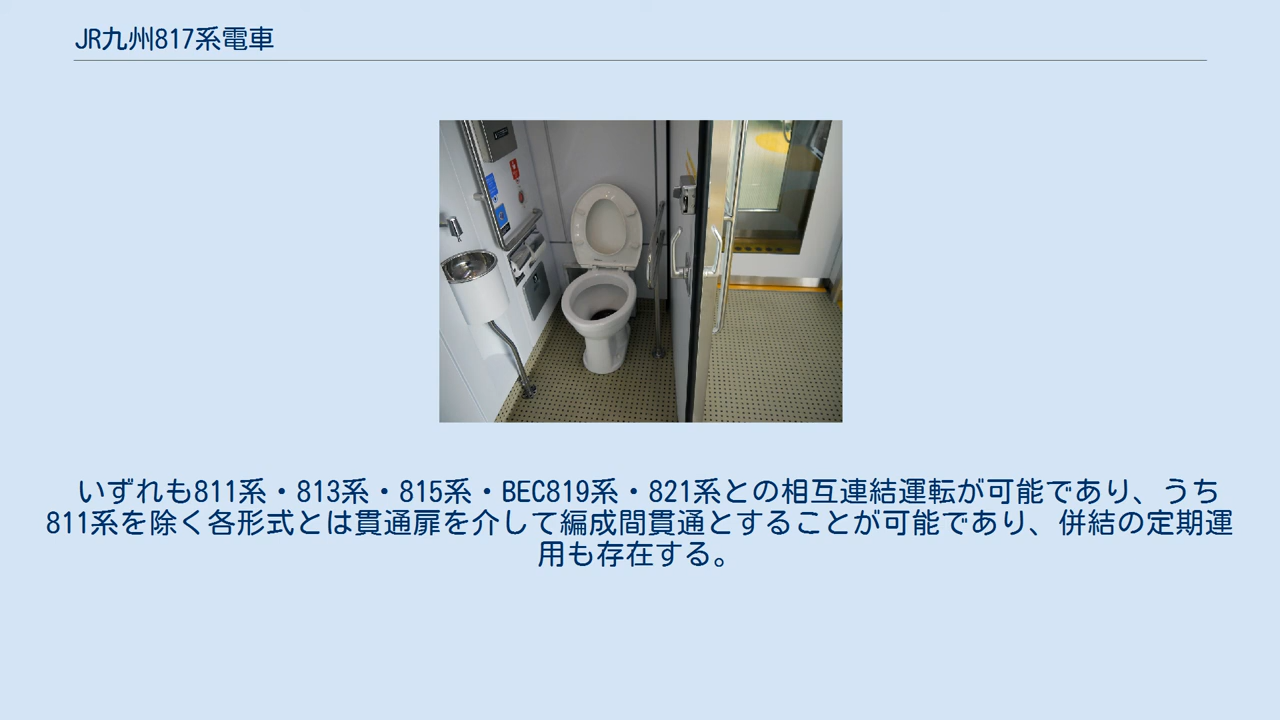 JR九州817系電車
いずれも811系・813系・815系・BEC819系・821系との相互連結運転が可能であり、うち
811系を除く各形式とは貫通扉を介して編成間貫通とすることが可能であり、併結の定期運
用も存在する。